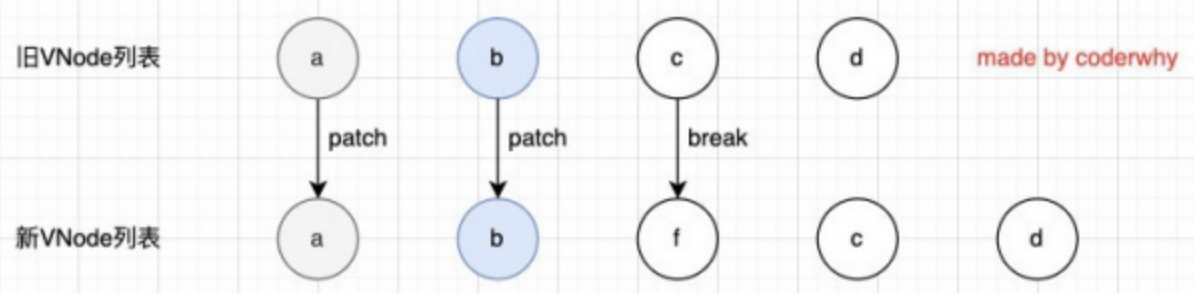 旧VNode列表
a
b
c
d
made by coderwhy
patch
patch
break
新VNode列表
a
b
f
c
d